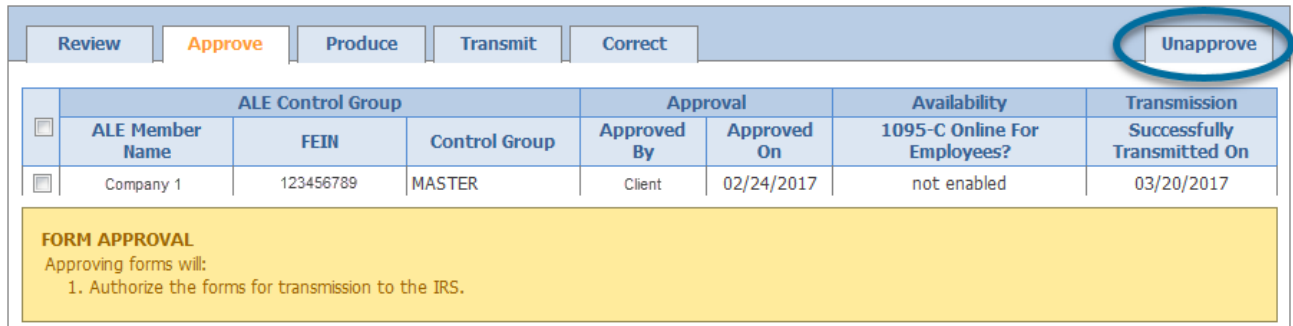 Review Approve Produce Transmit Correct Unapprove
ALE Control Group Approval Availability Transmission
ALE Member Name FEIN Control Group Approved By Approved On 1095-C Online For Employees? Successfully Transmitted On
Company 1 123456789 MASTER Client 02/24/2017 not enabled 03/20/2017
FORM APPROVAL
Approving forms will:
1. Authorize the forms for transmission to the IRS.